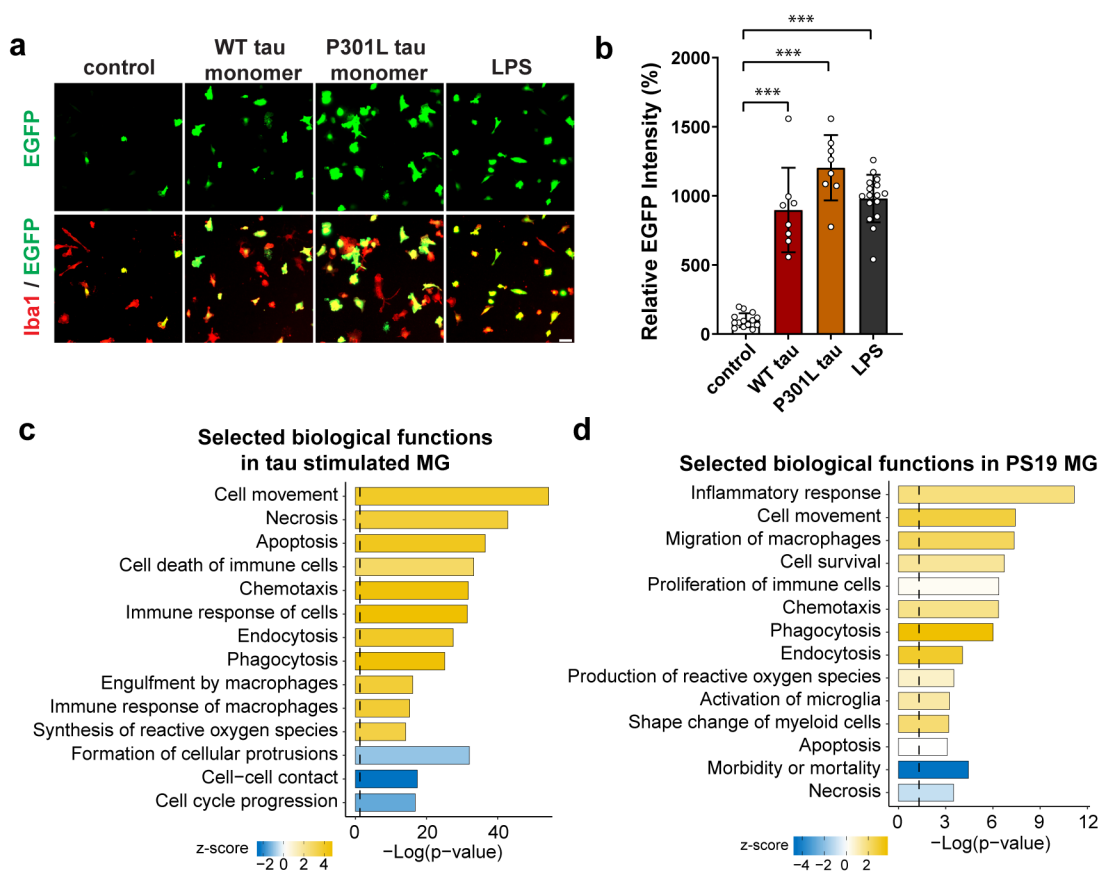 a
control
WT tau
monomer
P301L tau
monomer
LPS
EGFP
Iba1 / EGFP
b
Relative EGFP Intensity (%)
2000
1500
1000
500
0
***
***
***
control
WT tau
P301L tau
LPS
c
Selected biological functions
in tau stimulated MG
Cell movement
Necrosis
Apoptosis
Cell death of immune cells
Chemotaxis
Immune response of cells
Endocytosis
Phagocytosis
Engulfment by macrophages
Immune response of macrophages
Synthesis of reactive oxygen species
Formation of cellular protrusions
Cell−cell contact
Cell cycle progression
0 20 40
−Log(p−value)
z-score
−2 0 2 4
d
Selected biological functions in PS19 MG
Inflammatory response
Cell movement
Migration of macrophages
Cell survival
Proliferation of immune cells
Chemotaxis
Phagocytosis
Endocytosis
Production of reactive oxygen species
Activation of microglia
Shape change of myeloid cells
Apoptosis
Morbidity or mortality
Necrosis
0 3 6 9 12
−Log(p−value)
z-score
−4 −2 0 2